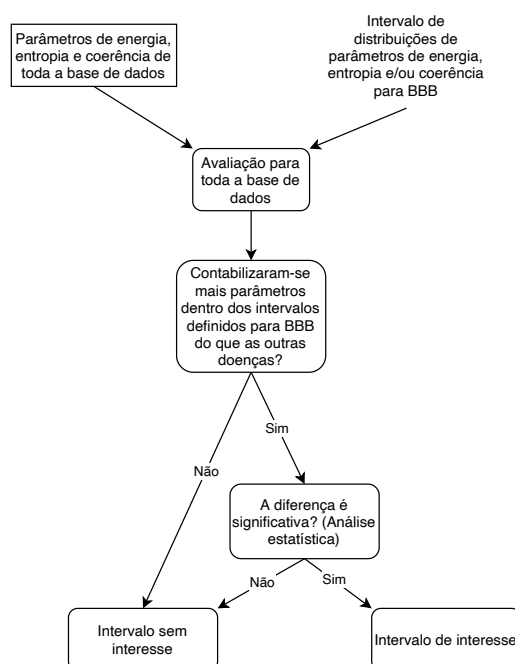 Parâmetros de energia,
entropia e coerência de
toda a base de dados
Intervalo de
distribuições de
parâmetros de energia,
entropia e/ou coerência
para BBB
Avaliação para
toda a base de
dados
Contabilizaram-se
mais parâmetros
dentro dos intervalos
definidos para BBB
do que as outras
doenças?
Sim
Não
A diferença é
significativa? (Análise
estatística)
Não
Sim
Intervalo sem
interesse
Intervalo de interesse